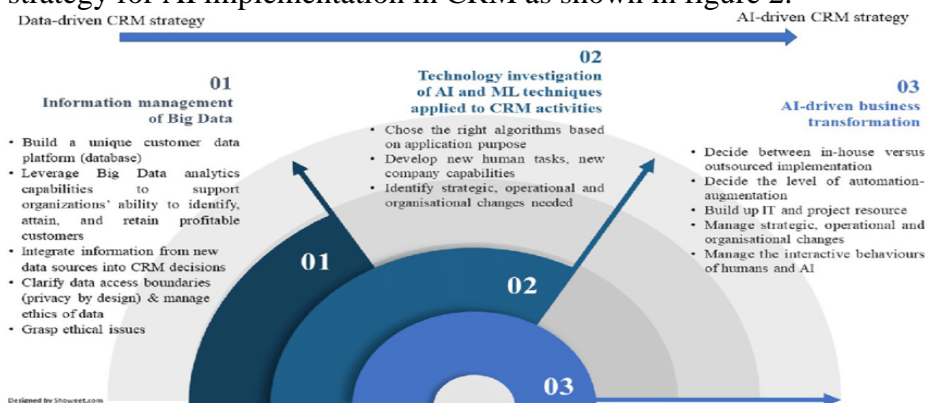 strategy for AI implementation in CRM as shown in figure 2.
Data-driven CRM strategy
AI-driven CRM strategy
01
Information management
of Big Data
• Build a unique customer data
platform (database)
• Leverage Big Data analytics
capabilities to support
organizations' ability to identify,
attain, and retain profitable
customers
• Integrate information from new
data sources into CRM decisions
• Clarify data access boundaries
(privacy by design) & manage
ethics of data
• Grasp ethical issues
02
Technology investigation
of AI and ML techniques
applied to CRM activities
• Chose the right algorithms based
on application purpose
• Develop new human tasks, new
company capabilities
• Identify strategic, operational and
organisational changes needed
03
AI-driven business
transformation
• Decide between in-house versus
outsourced implementation
• Decide the level of automation-
augmentation
• Build up IT and project resource
• Manage strategic, operational and
organisational changes
• Manage the interactive behaviours
of humans and AI
01
02
03
Designed by Showeet.com